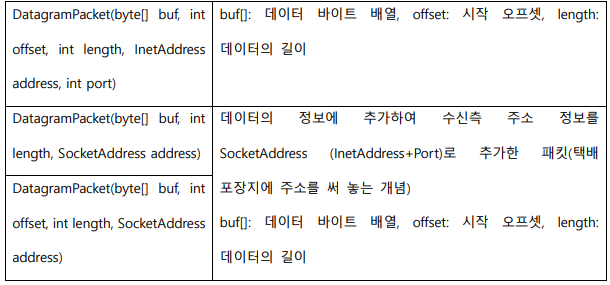 DatagramPacket(byte[] buf, int
offset, int length, InetAddress
address, int port)
buf[]: 데이터 바이트 배열, offset: 시작 오프셋, length:
데이터의 길이
DatagramPacket(byte[] buf, int
length, SocketAddress address)
DatagramPacket(byte[] buf, int
offset, int length, SocketAddress
address)
데이터의 정보에 추가하여 수신측 주소 정보를
SocketAddress (InetAddress+Port)로 추가한 패킷(택배
포장지에 주소를 써 놓는 개념)
buf[]: 데이터 바이트 배열, offset: 시작 오프셋, length:
데이터의 길이